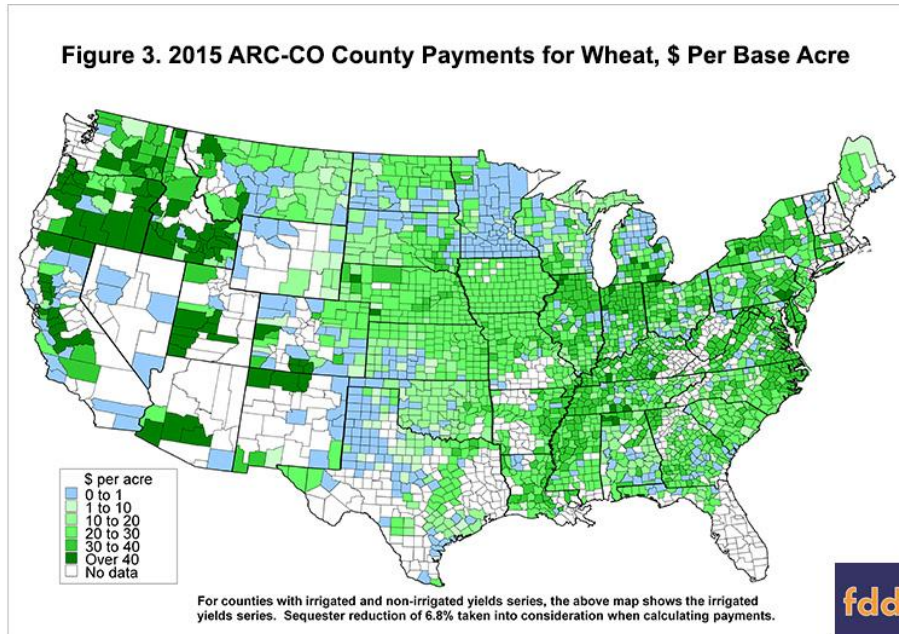 Figure 3. 2015 ARC-CO County Payments for Wheat, $ Per Base Acre
$ per acre
0 to 1
1 to 10
10 to 20
20 to 30
30 to 40
Over 40
No data
For counties with irrigated and non-irrigated yields series, the above map shows the irrigated
yields series. Sequester reduction of 6.8% taken into consideration when calculating payments.
fdd